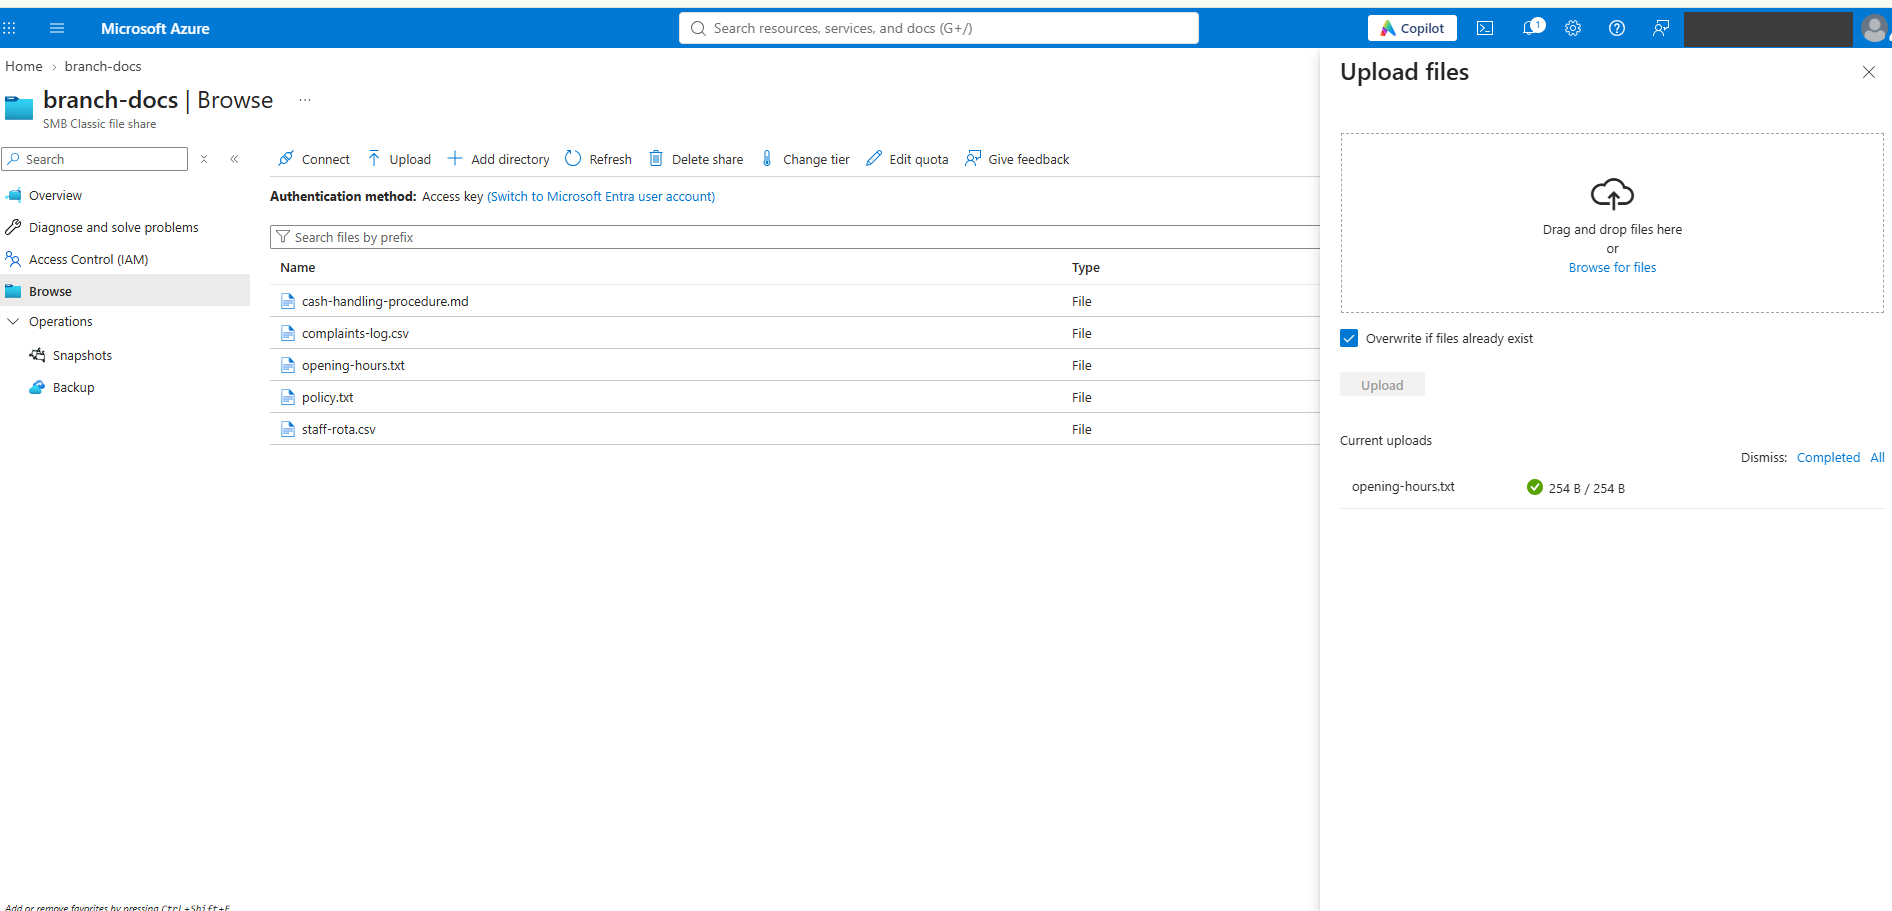 Microsoft Azure
Search resources, services, and docs (G+/)
Copilot
1
Home > branch-docs
branch-docs | Browse ...
SMB Classic file share
Search
Overview
Diagnose and solve problems
Access Control (IAM)
Browse
Operations
Snapshots
Backup
Add or remove favorites by pressing Ctrl+Shift+F
Connect Upload Add directory Refresh Delete share Change tier Edit quota Give feedback
Authentication method: Access key (Switch to Microsoft Entra user account)
Search files by prefix
Name Type
cash-handling-procedure.md File
complaints-log.csv File
opening-hours.txt File
policy.txt File
staff-rota.csv File
Upload files
Drag and drop files here
or
Browse for files
Overwrite if files already exist
Upload
Current uploads
Dismiss: Completed All
opening-hours.txt 254 B / 254 B